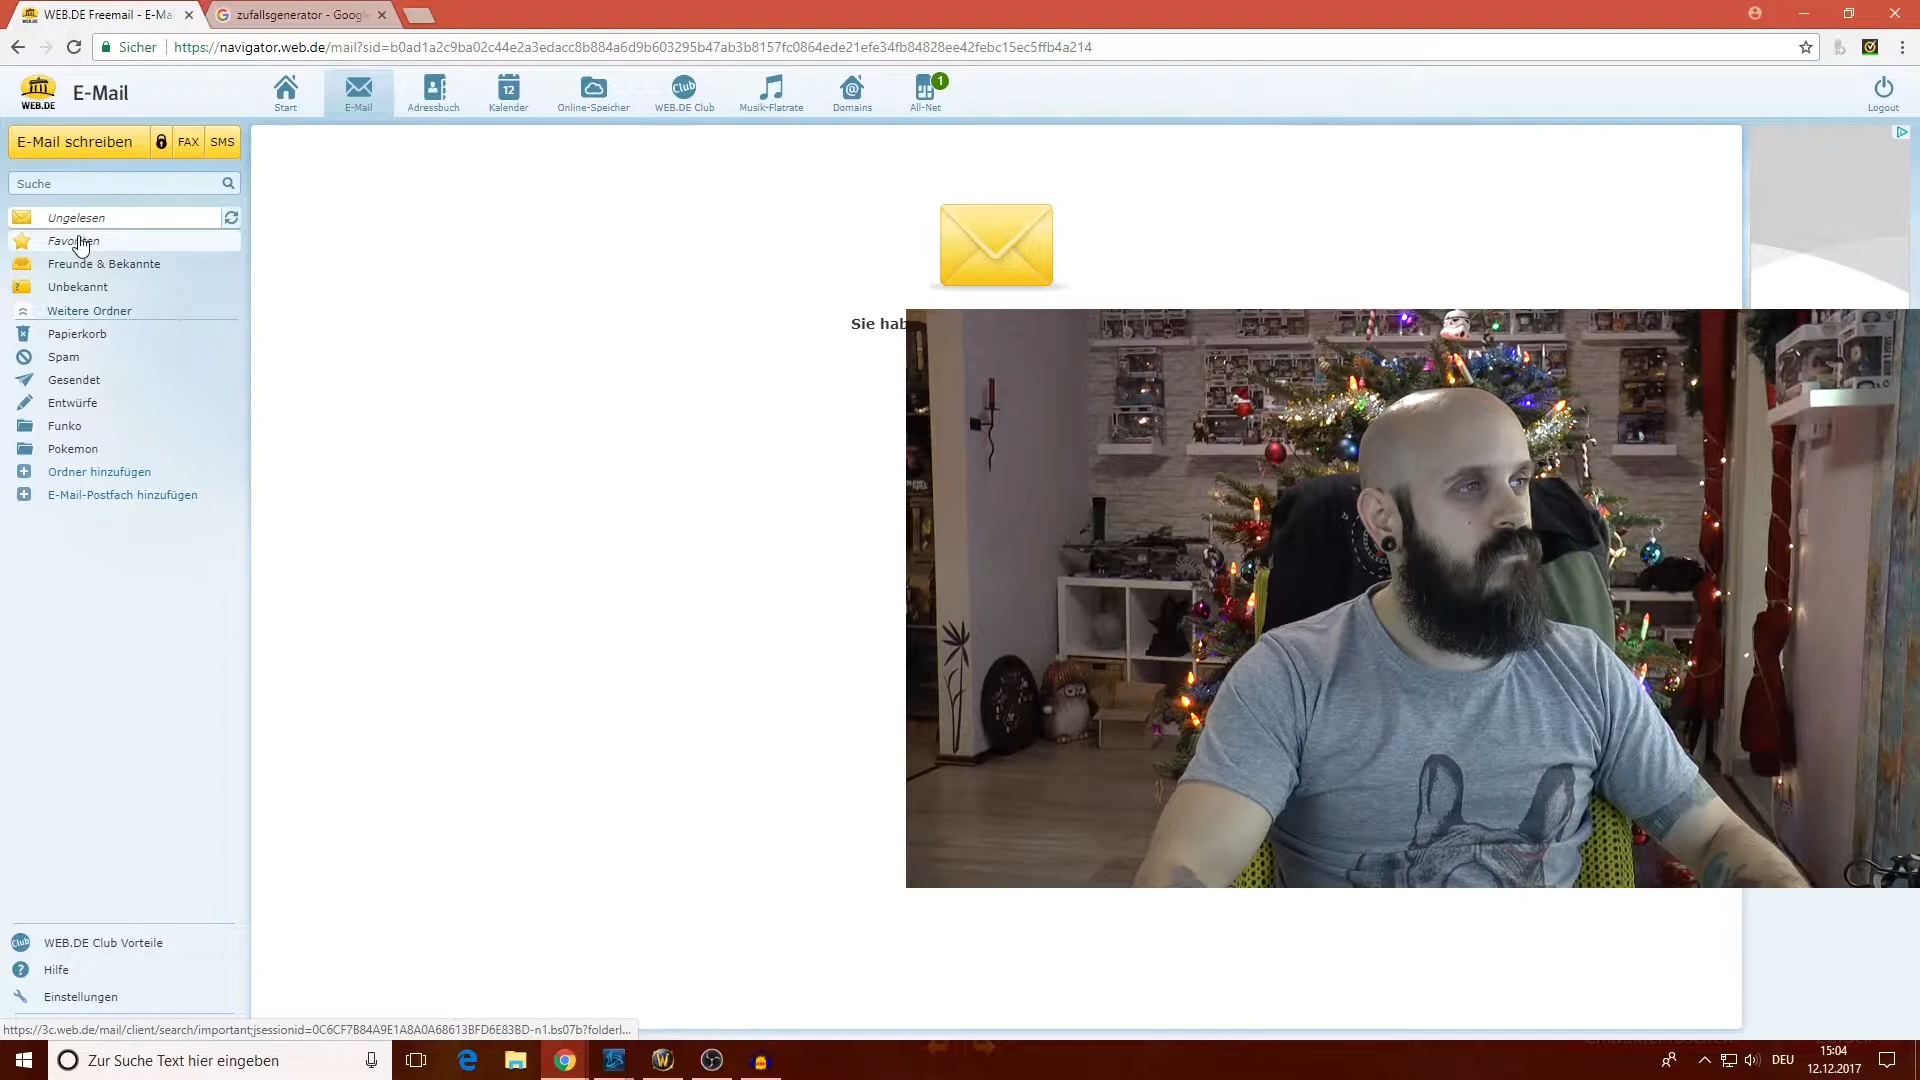 WEB.DE Freemail - E-Ma
zufallsgenerator - Google
Sicher
https://navigator.web.de/mail?sid=b0ad1a2c9ba02c44e2a3edacc8b884a6d9b603295b47ab3b8157fc0864ede21efe34fb84828ee42febc15ec5ffb4a214
WEB.DE
E-Mail
Start
E-Mail
12
Adressbuch
Kalender
Online-Speicher
Club
WEB.DE Club
Musik-Flatrate
@
Domains
1
All-Net
Logout
E-Mail schreiben
FAX
SMS
Suche
Ungelesen
Favoriten
Freunde & Bekannte
Unbekannt
Weitere Ordner
Papierkorb
Spam
Gesendet
Entwürfe
Funko
Pokemon
Ordner hinzufügen
E-Mail-Postfach hinzufügen
Sie hab
Club
WEB.DE Club Vorteile
Hilfe
Einstellungen
https://3c.web.de/mail/client/search/important;jsessionid=0C6CF7B84A9E1A8A0A68613BFD6E83BD-n1.bs07b?folderI...
Zur Suche Text hier eingeben
DEU
15:04
12.12.2017